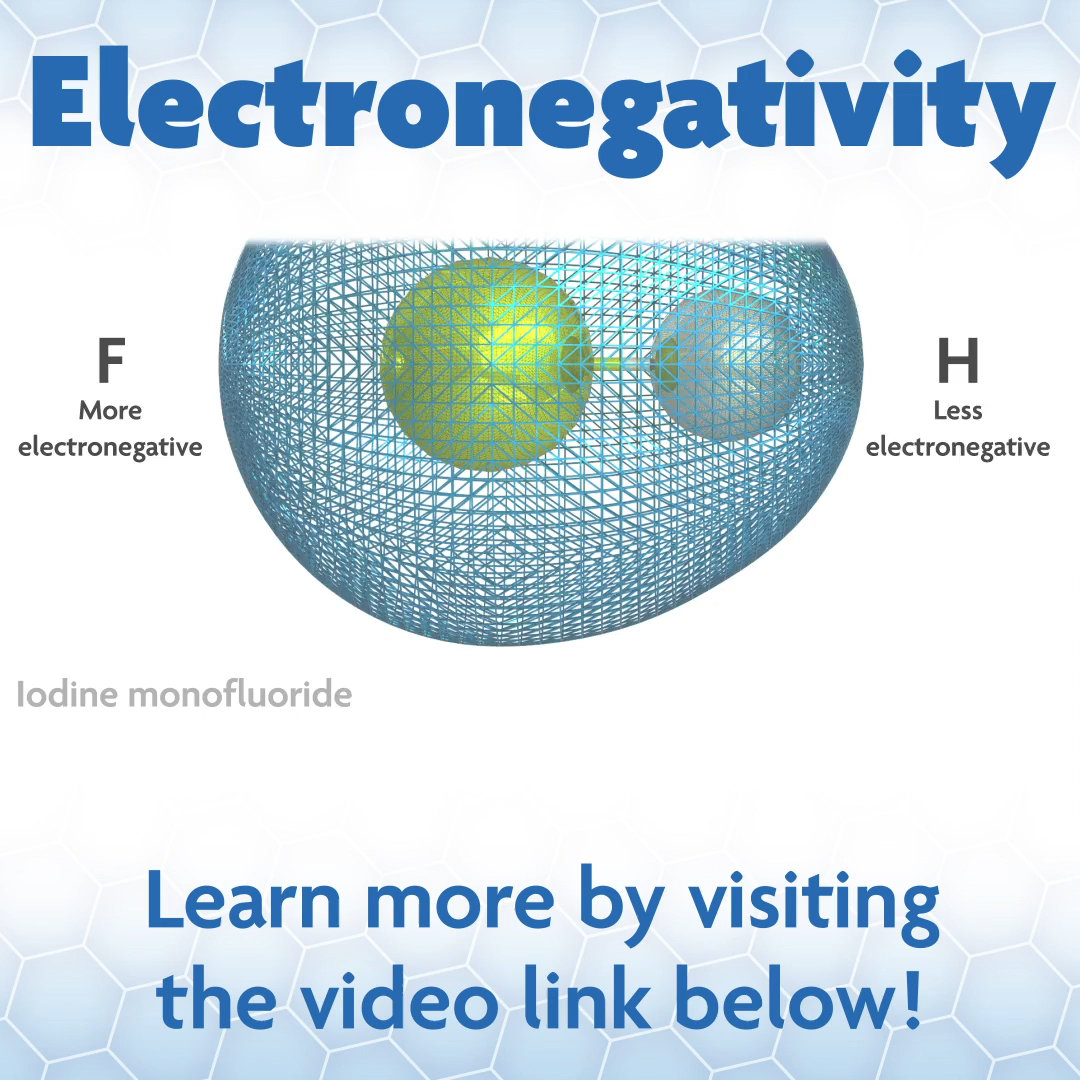 Electronegativity
F
More
electronegative
H
Less
electronegative
Iodine monofluoride
Learn more by visiting
the video link below!